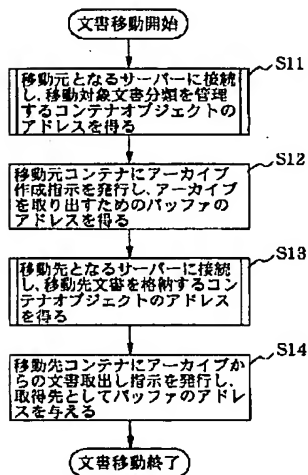 文書移動開始
S11
移動元となるサーバーに接続
し、移動対象文書分類を管理
するコンテナオブジェクトの
アドレスを得る
S12
移動元コンテナにアーカイブ
作成指示を発行し、アーカイブ
を取り出すためのバッファの
アドレスを得る
S13
移動先となるサーバーに接続
し、移動先文書を格納するコン
テナオブジェクトのアドレス
を得る
S14
移動先コンテナにアーカイブか
らの文書取出し指示を発行し、
取得先としてバッファのアドレ
スを与える
文書移動終了